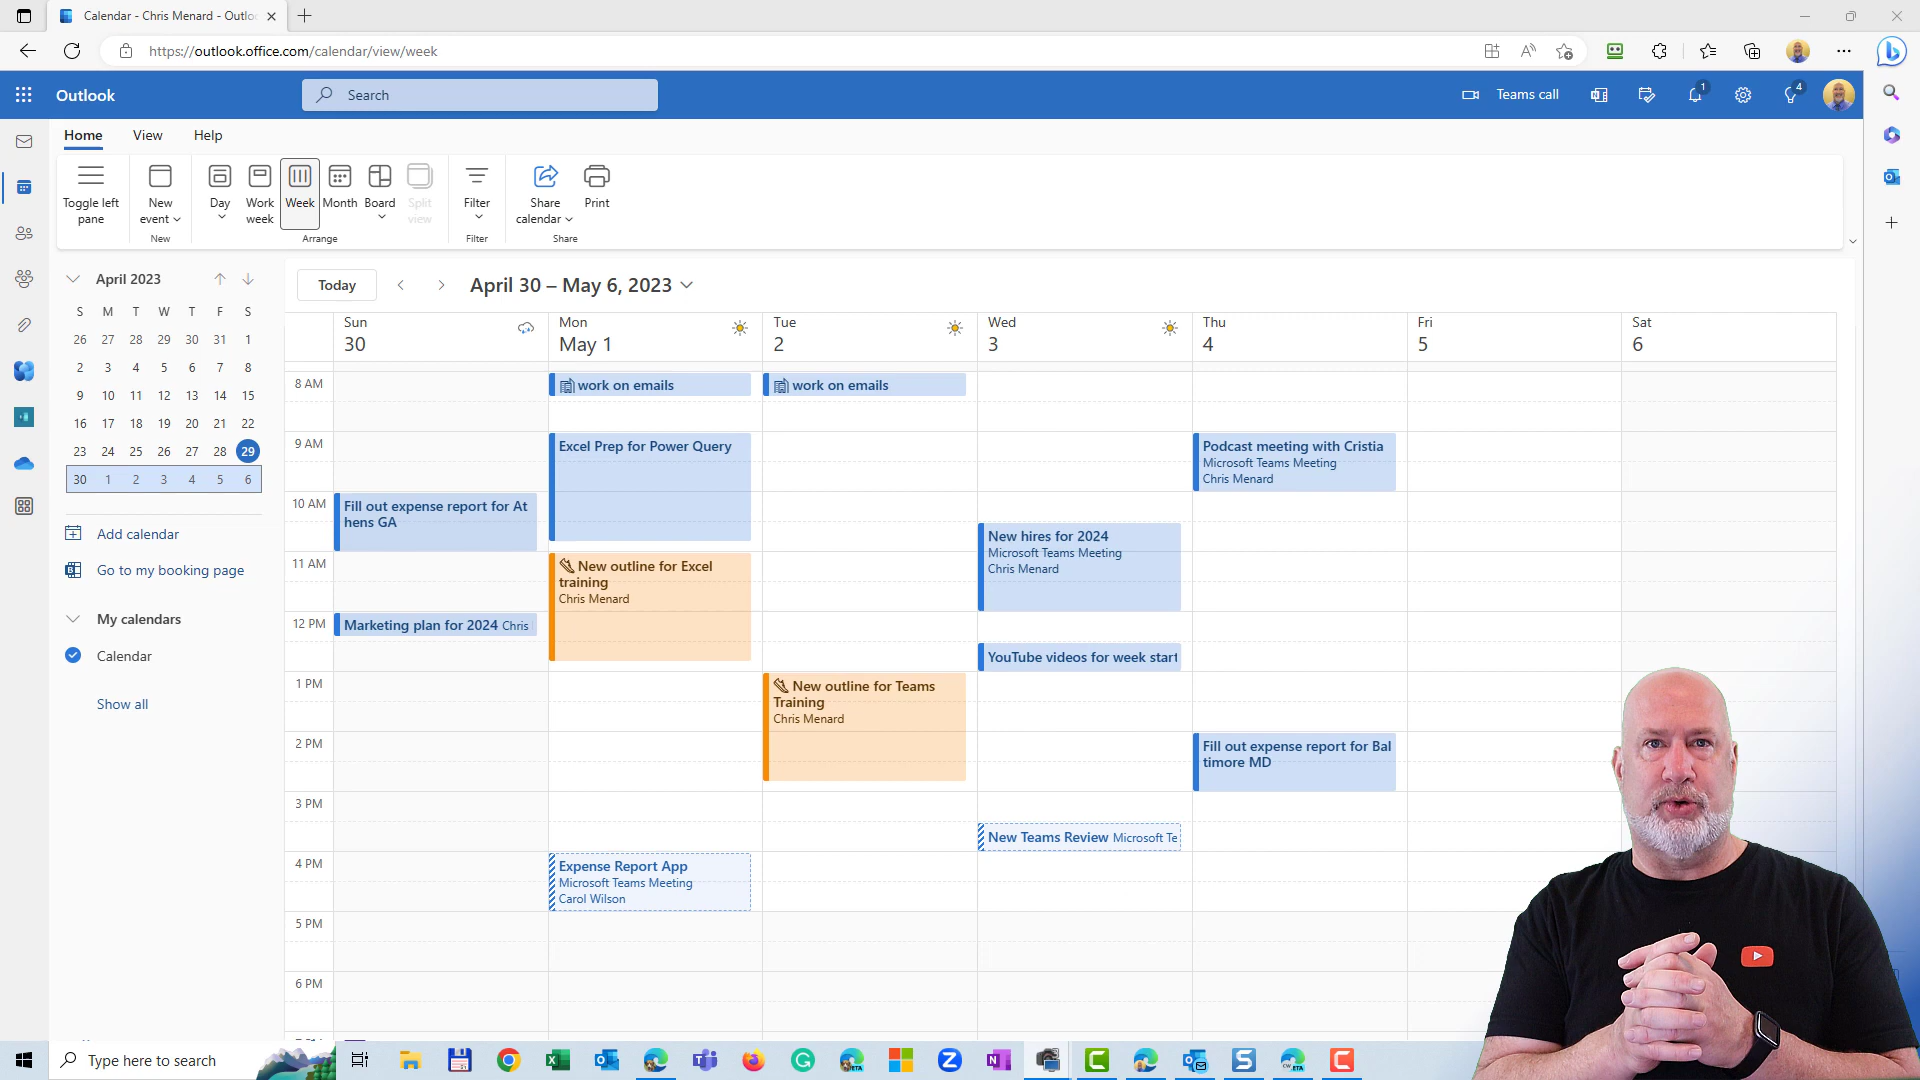 Calendar - Chris Menard - Outlo
https://outlook.office.com/calendar/view/week
Outlook
Search
Teams call
1
4
Home
View
Help
Toggle left
pane
New
event
Day
Work
week
Week
Month
Board
Split
view
Filter
Share
calendar
Print
New
Arrange
Filter
Share
April 2023
S M T W T F S
26 27 28 29 30 31 1
2 3 4 5 6 7 8
9 10 11 12 13 14 15
16 17 18 19 20 21 22
23 24 25 26 27 28 29
30 1 2 3 4 5 6
Add calendar
Go to my booking page
My calendars
Calendar
Show all
Today
April 30 – May 6, 2023
Sun
30
Mon
May 1
Tue
2
Wed
3
Thu
4
Fri
5
Sat
6
8 AM
9 AM
10 AM
11 AM
12 PM
1 PM
2 PM
3 PM
4 PM
5 PM
6 PM
Fill out expense report for At
hens GA
Marketing plan for 2024 Chris
work on emails
Excel Prep for Power Query
New outline for Excel
training
Chris Menard
Expense Report App
Microsoft Teams Meeting
Carol Wilson
work on emails
New outline for Teams
Training
Chris Menard
New hires for 2024
Microsoft Teams Meeting
Chris Menard
YouTube videos for week start
New Teams Review Microsoft Te
Podcast meeting with Cristia
Microsoft Teams Meeting
Chris Menard
Fill out expense report for Bal
timore MD
Type here to search